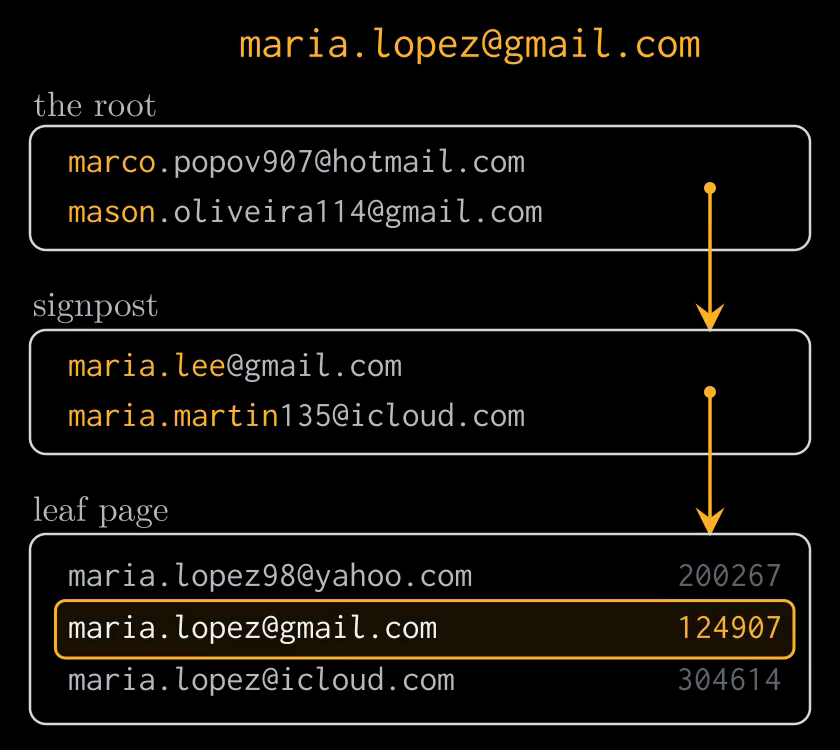 maria.lopez@gmail.com
the root
marco.popov907@hotmail.com
mason.oliveira114@gmail.com
signpost
maria.lee@gmail.com
maria.martin135@icloud.com
leaf page
maria.lopez98@yahoo.com 200267
maria.lopez@gmail.com 124907
maria.lopez@icloud.com 304614